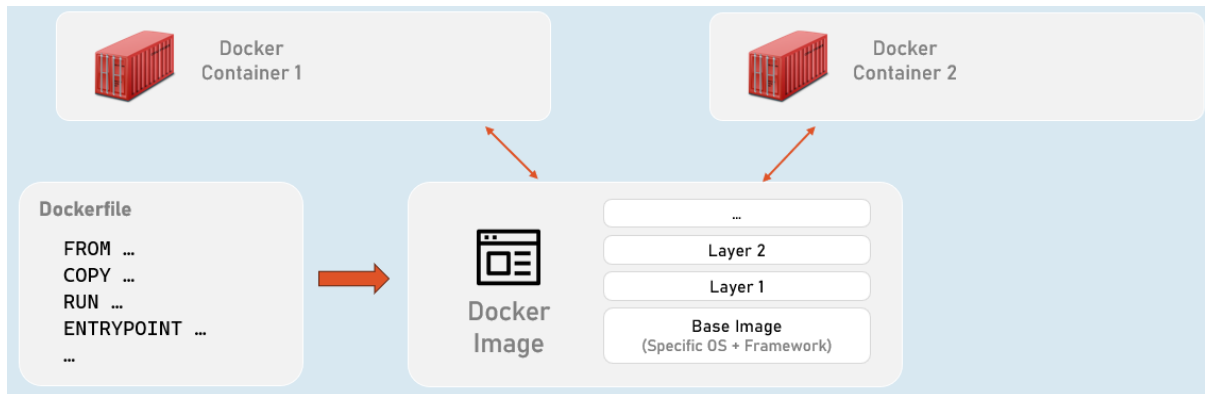 Docker
Container 1
Docker
Container 2
Dockerfile
FROM …
COPY …
RUN …
ENTRYPOINT …
…
Docker
Image
…
Layer 2
Layer 1
Base Image
(Specific OS + Framework)